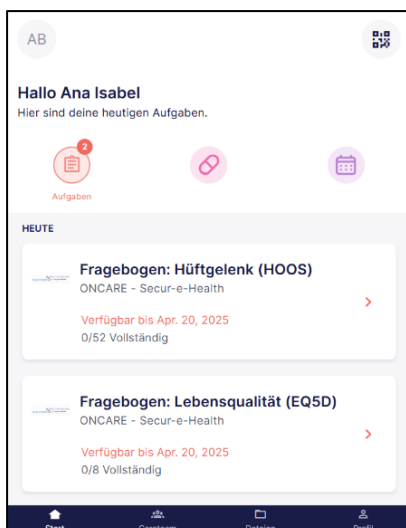 AB
Hallo Ana Isabel
Hier sind deine heutigen Aufgaben.
2
Aufgaben
HEUTE
Fragebogen: Hüftgelenk (HOOS)
ONCARE - Secur-e-Health
Verfügbar bis Apr. 20, 2025
0/52 Vollständig
Fragebogen: Lebensqualität (EQ5D)
ONCARE - Secur-e-Health
Verfügbar bis Apr. 20, 2025
0/8 Vollständig
Start
Careteam
Dateien
Profil